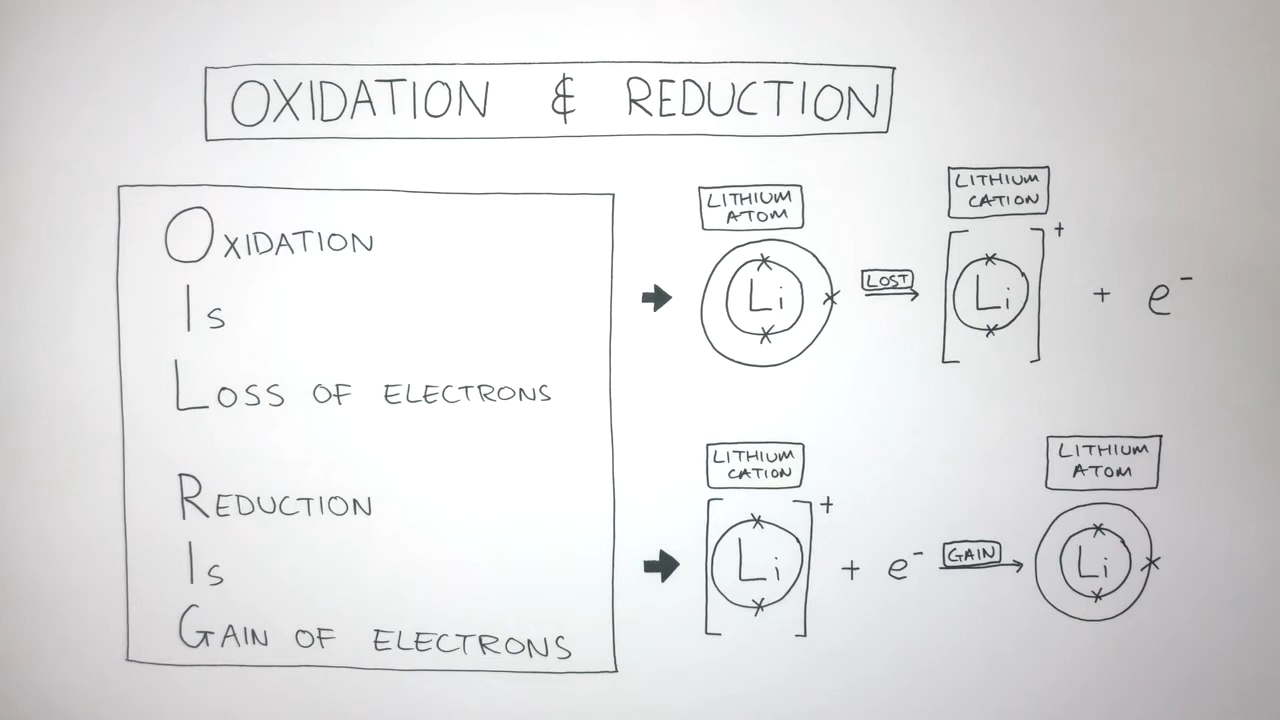 OXIDATION & REDUCTION
OXIDATION
IS
LOSS OF ELECTRONS
REDUCTION
IS
GAIN OF ELECTRONS
LITHIUM
ATOM
Li
LOST
LITHIUM
CATION
[Li]+ + e-
LITHIUM
CATION
[Li]+ + e-
GAIN
LITHIUM
ATOM
Li